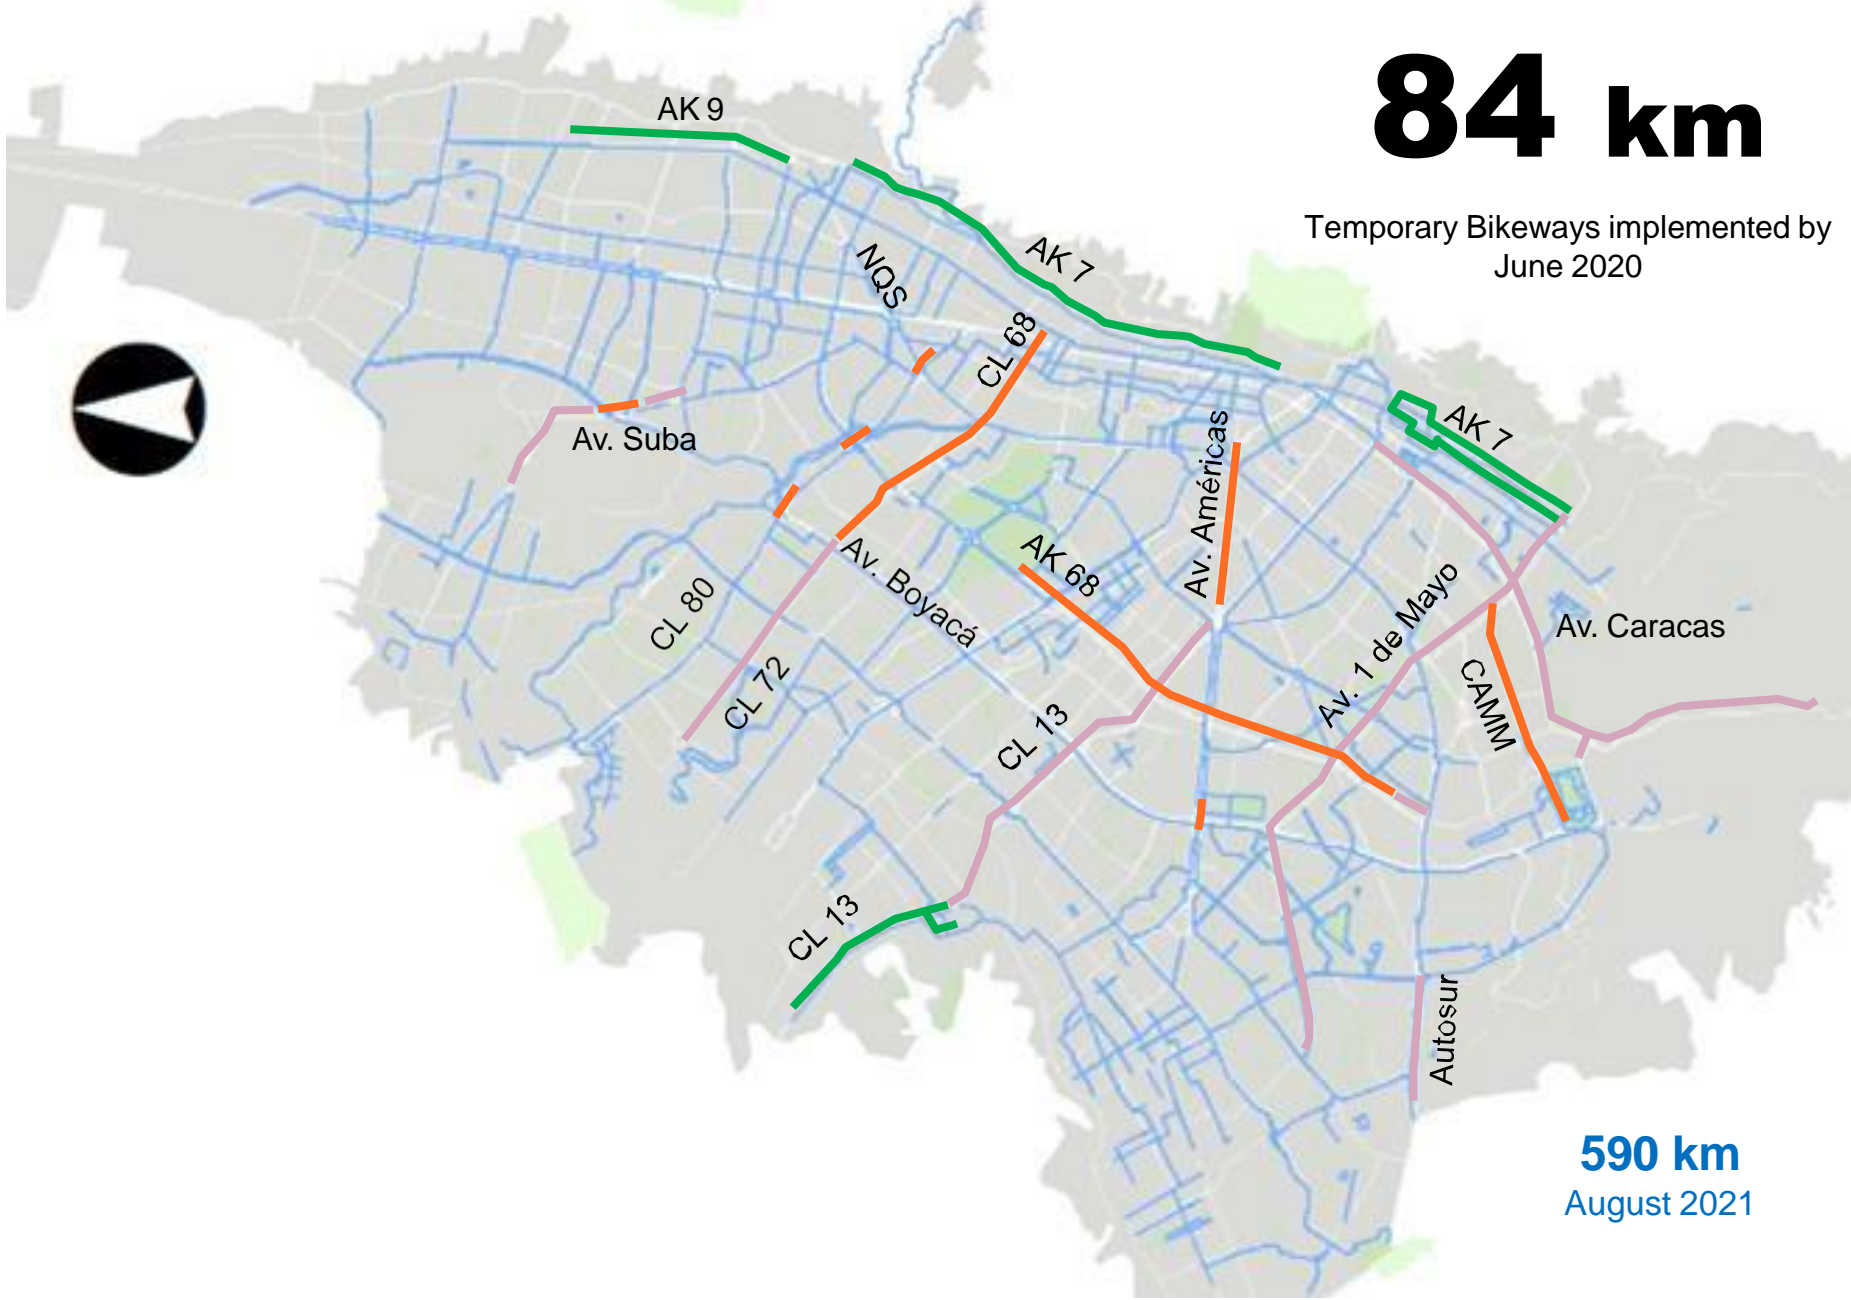 84 km
Temporary Bikeways implemented by
June 2020
AK 9
AK 7
NQS
CL 68
AK 7
Av. Suba
Av. Américas
AK 68
Av. Boyacá
CL 80
Av. 1 de Mayo
Av. Caracas
CL 72
CAMM
CL 13
CL 13
Autosur
590 km
August 2021